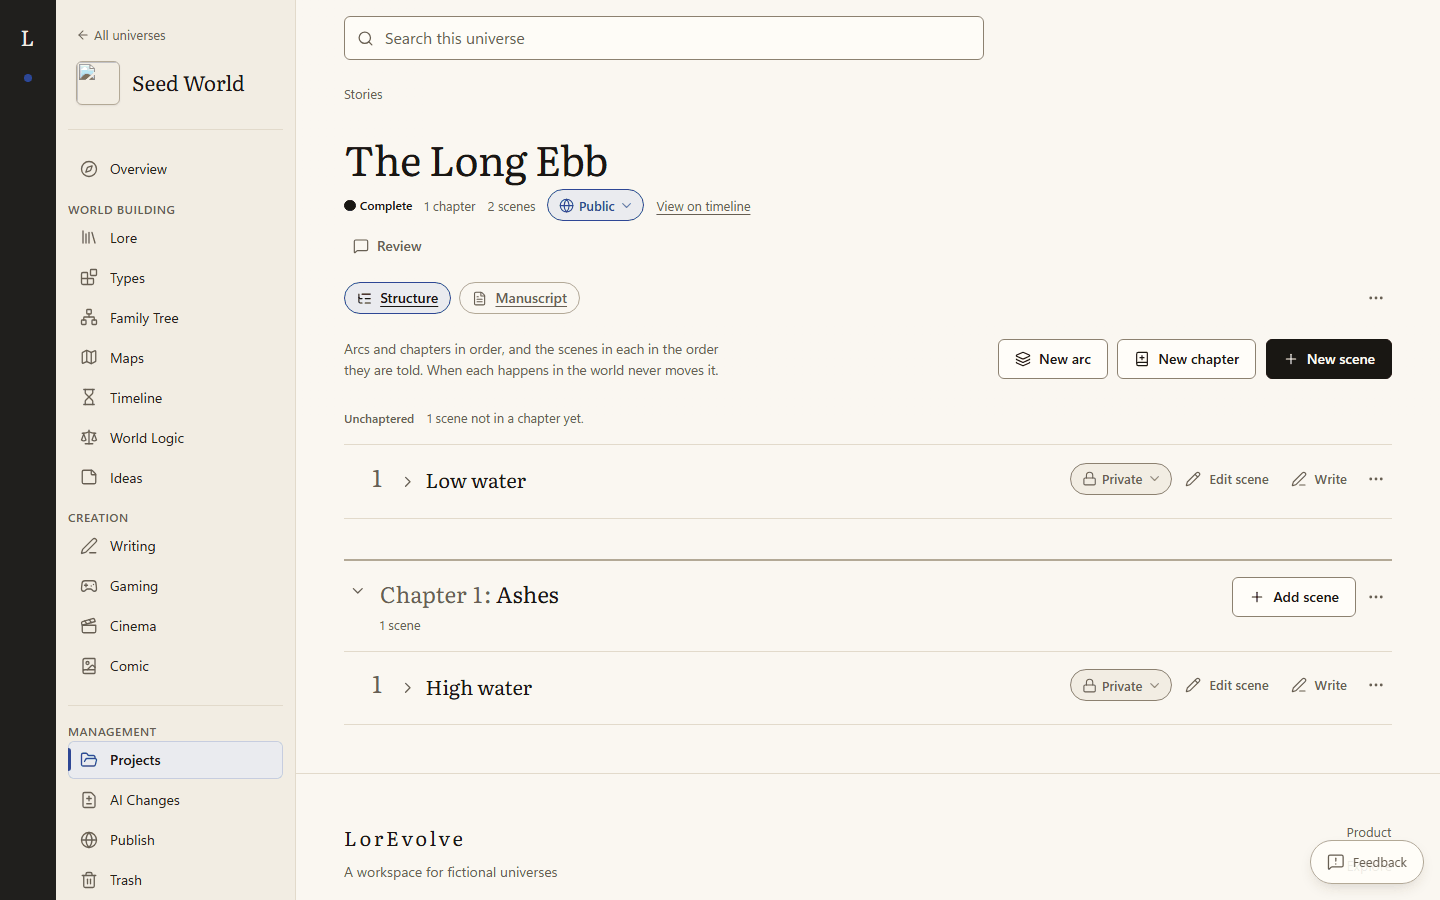 L
All universes
Seed World
Overview
WORLD BUILDING
Lore
Types
Family Tree
Maps
Timeline
World Logic
Ideas
CREATION
Writing
Gaming
Cinema
Comic
MANAGEMENT
Projects
AI Changes
Publish
Trash
Search this universe
Stories
The Long Ebb
Complete 1 chapter 2 scenes Public View on timeline
Review
Structure Manuscript
Arcs and chapters in order, and the scenes in each in the order
they are told. When each happens in the world never moves it.
New arc New chapter New scene
Unchaptered 1 scene not in a chapter yet.
1 Low water Private Edit scene Write
Chapter 1: Ashes Add scene
1 scene
1 High water Private Edit scene Write
LorEvolve
A workspace for fictional universes
Product
Feedback